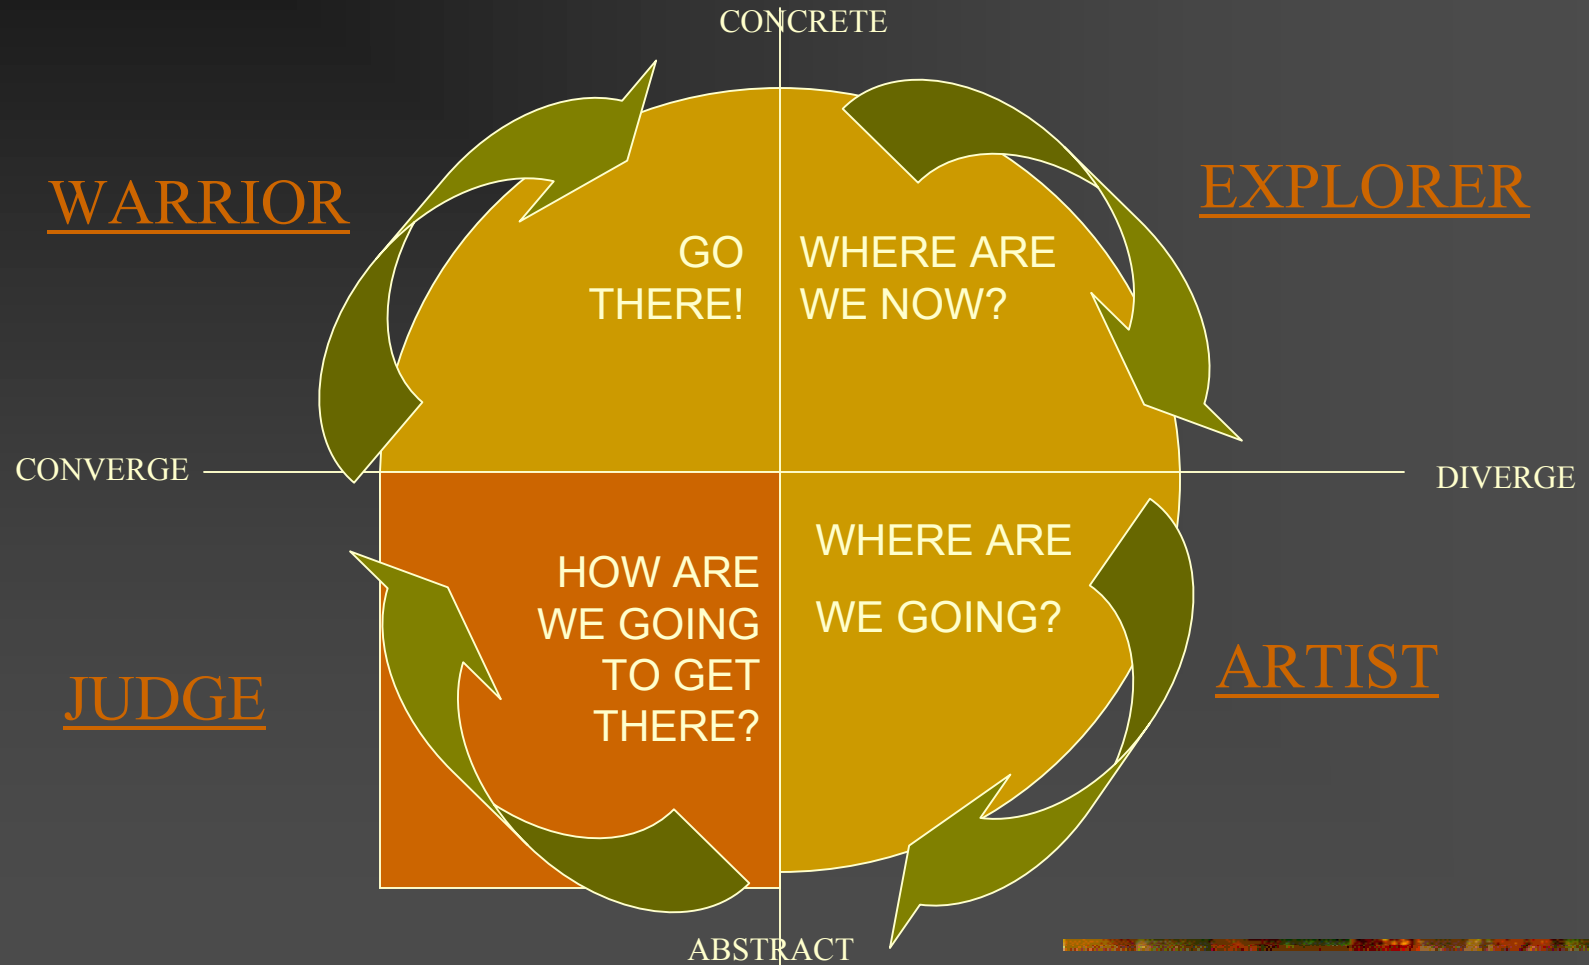 CONCRETE
WARRIOR
EXPLORER
GO
THERE!
WHERE ARE
WE NOW?
CONVERGE
DIVERGE
HOW ARE
WE GOING
TO GET
THERE?
WHERE ARE
WE GOING?
JUDGE
ARTIST
ABSTRACT